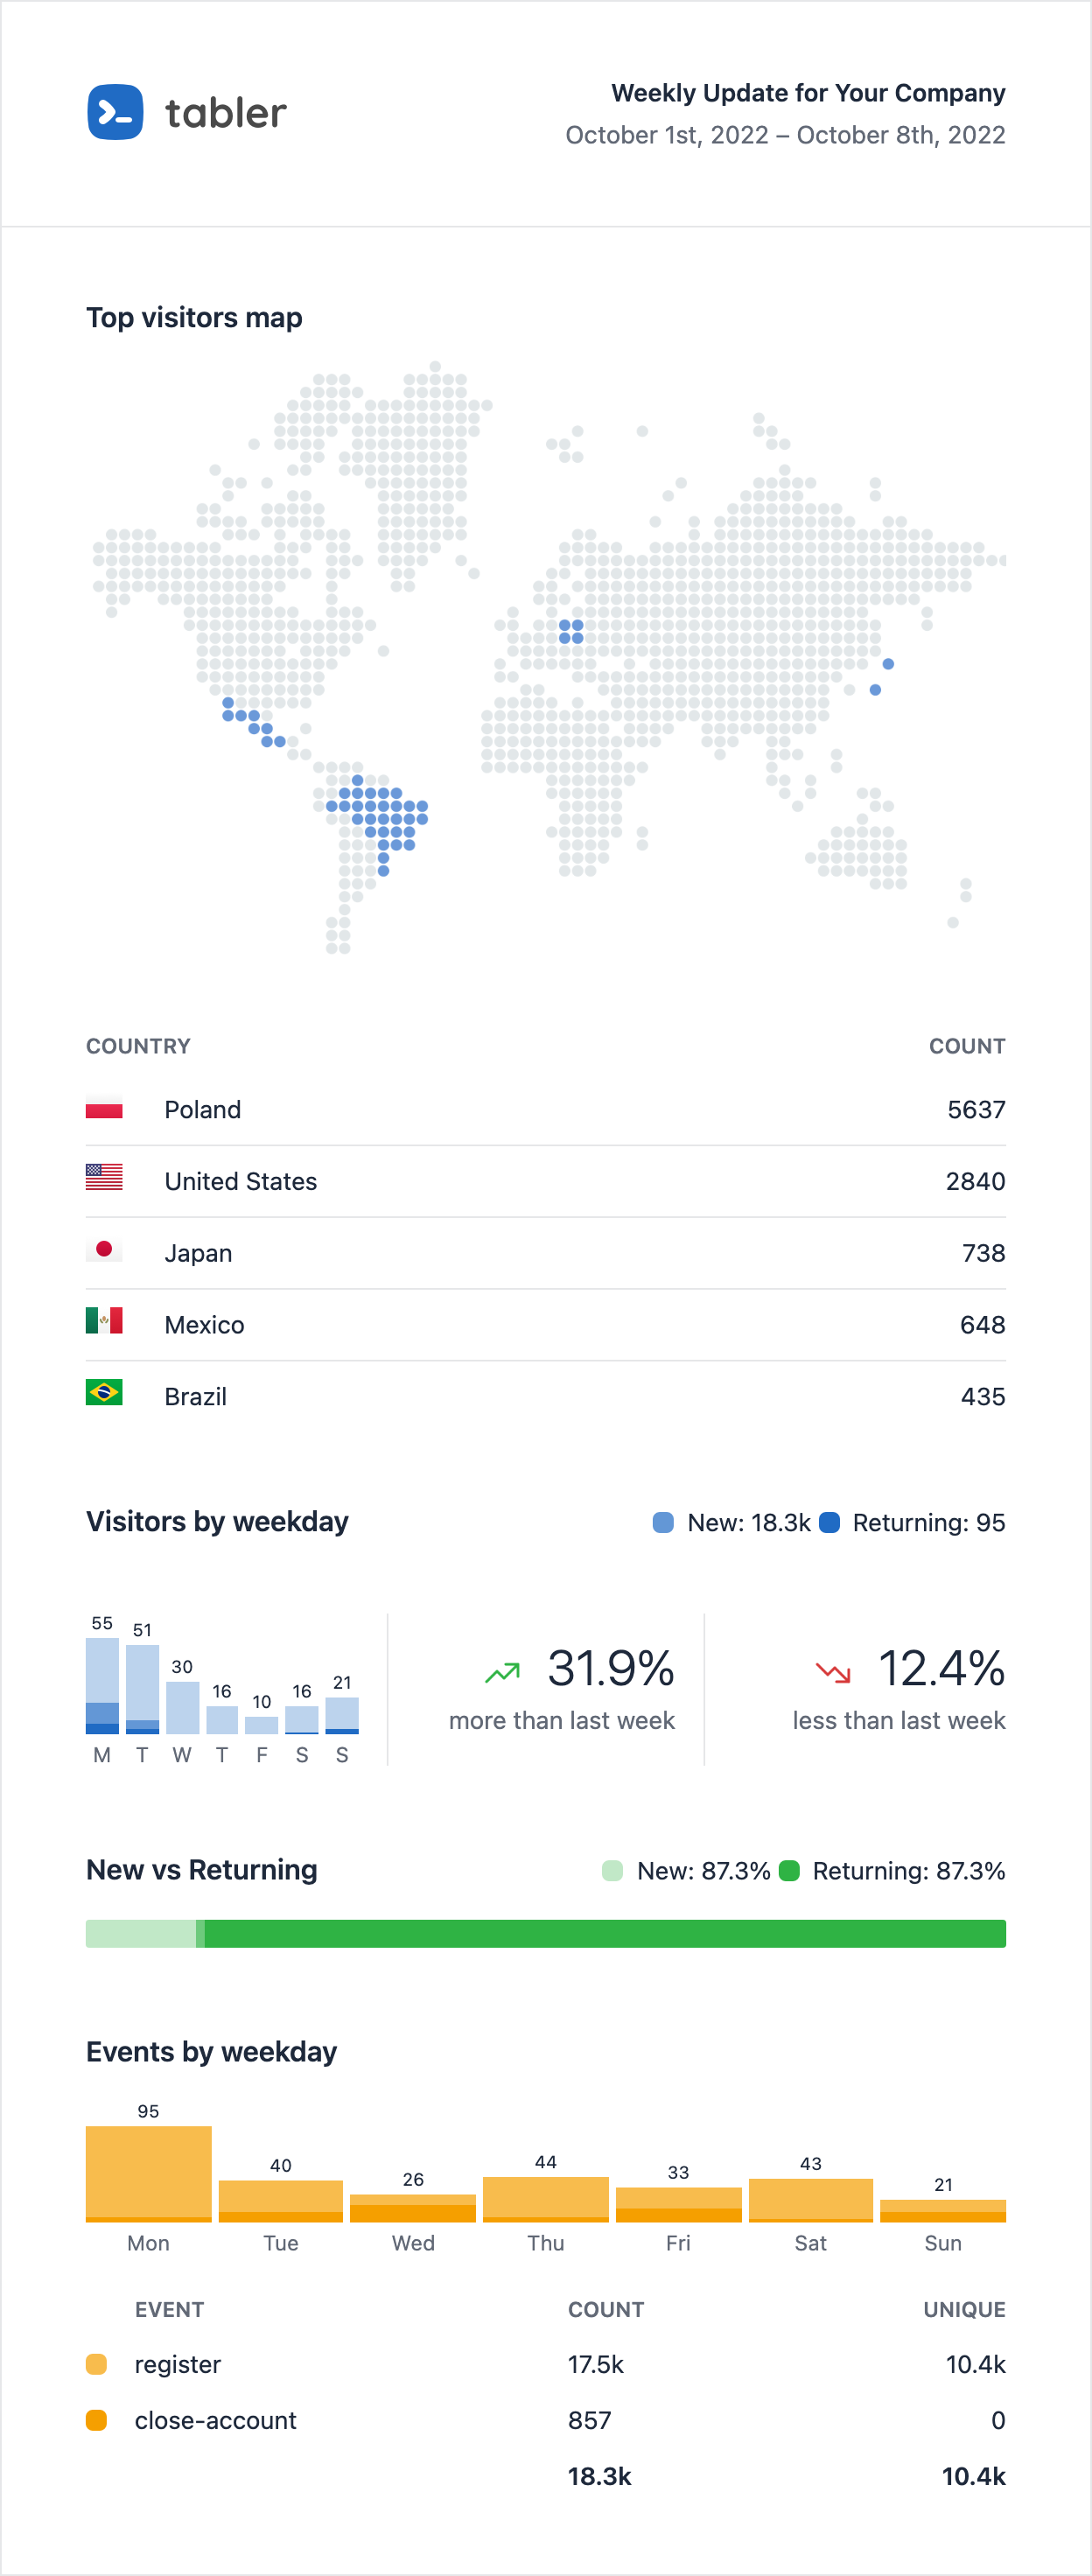 tabler
Weekly Update for Your Company
October 1st, 2022 – October 8th, 2022
Top visitors map
COUNTRY COUNT
Poland 5637
United States 2840
Japan 738
Mexico 648
Brazil 435
Visitors by weekday New: 18.3k Returning: 95
55 51 30 16 10 16 21
M T W T F S S
31.9%
more than last week
12.4%
less than last week
New vs Returning New: 87.3% Returning: 87.3%
Events by weekday
95 40 26 44 33 43 21
Mon Tue Wed Thu Fri Sat Sun
EVENT COUNT UNIQUE
register 17.5k 10.4k
close-account 857 0
18.3k 10.4k